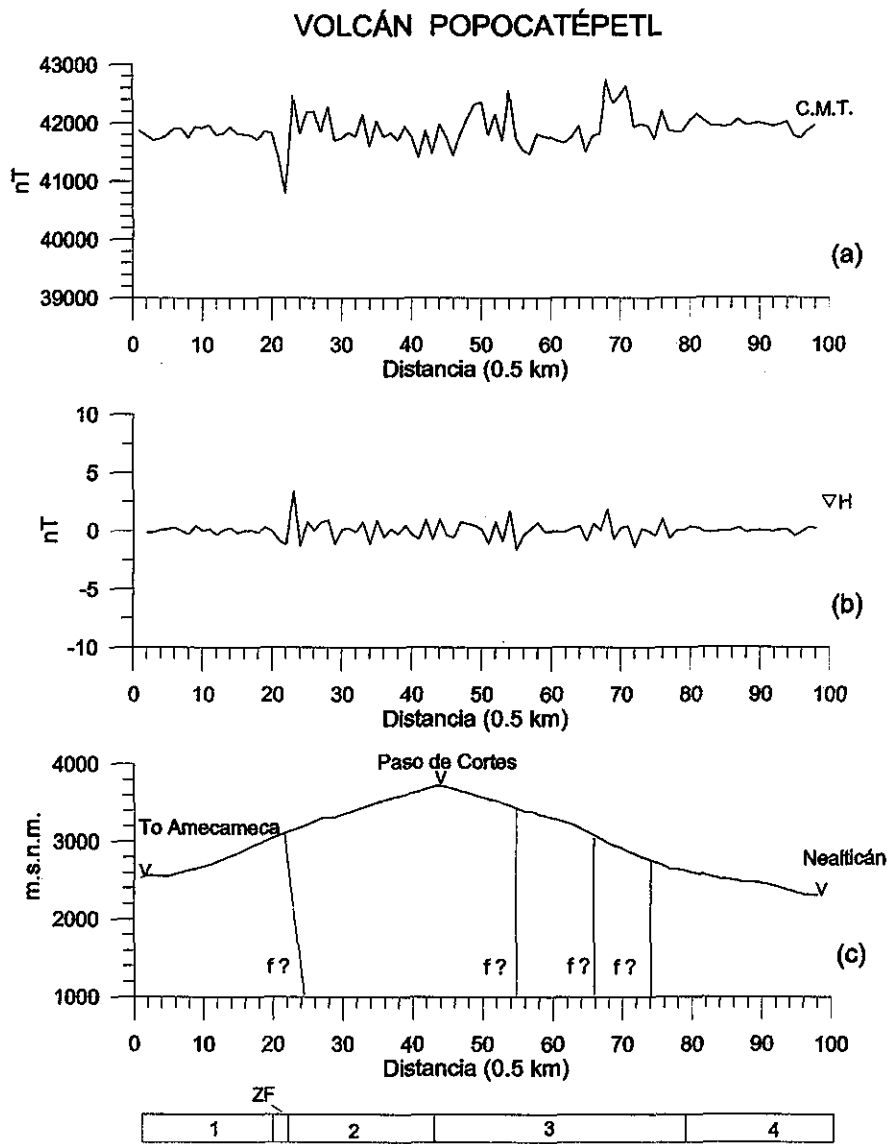 VOLCÁN POPOCATÉPETL
43000
42000
41000
40000
39000
nT
C.M.T.
(a)
0 10 20 30 40 50 60 70 80 90 100
Distancia (0.5 km)
10
5
0
-5
-10
nT
▽H
(b)
0 10 20 30 40 50 60 70 80 90 100
Distancia (0.5 km)
4000
3000
2000
1000
m.s.n.m.
Paso de Cortes
V
To Amecameca
V
Nealticán
V
f ? f ? f ? f ?
(c)
0 10 20 30 40 50 60 70 80 90 100
Distancia (0.5 km)
ZF
1 2 3 4